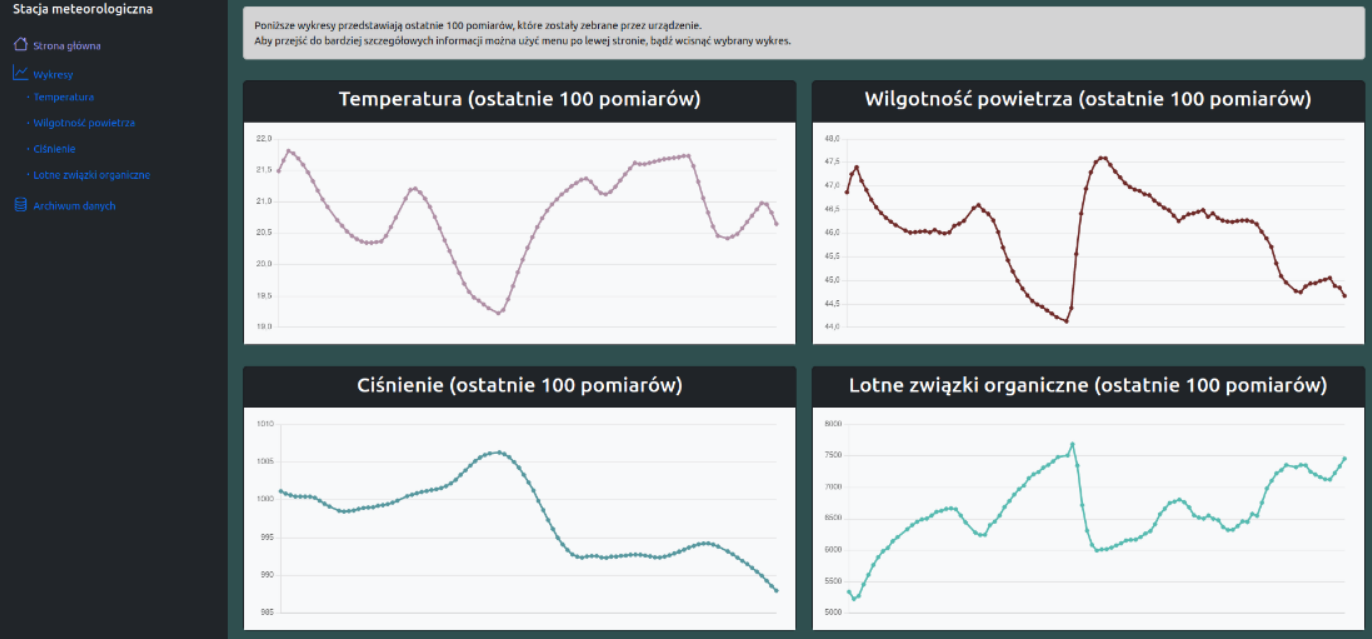 Stacja meteorologiczna
Strona główna
Wykresy
Temperatura
Wilgotność powietrza
Ciśnienie
Lotne związki organiczne
Archiwum danych
Poniższe wykresy przedstawiają ostatnie 100 pomiarów, które zostały zebrane przez urządzenie.
Aby przejść do bardziej szczegółowych informacji można użyć menu po lewej stronie, bądź wcisnąć wybrany wykres.
Temperatura (ostatnie 100 pomiarów)
22,0
21,5
21,0
20,5
20,0
19,5
19,0
Wilgotność powietrza (ostatnie 100 pomiarów)
48,0
47,5
47,0
46,5
46,0
45,5
45,0
44,5
44,0
Ciśnienie (ostatnie 100 pomiarów)
1010
1005
1000
995
990
985
Lotne związki organiczne (ostatnie 100 pomiarów)
8000
7500
7000
6500
6000
5500
5000